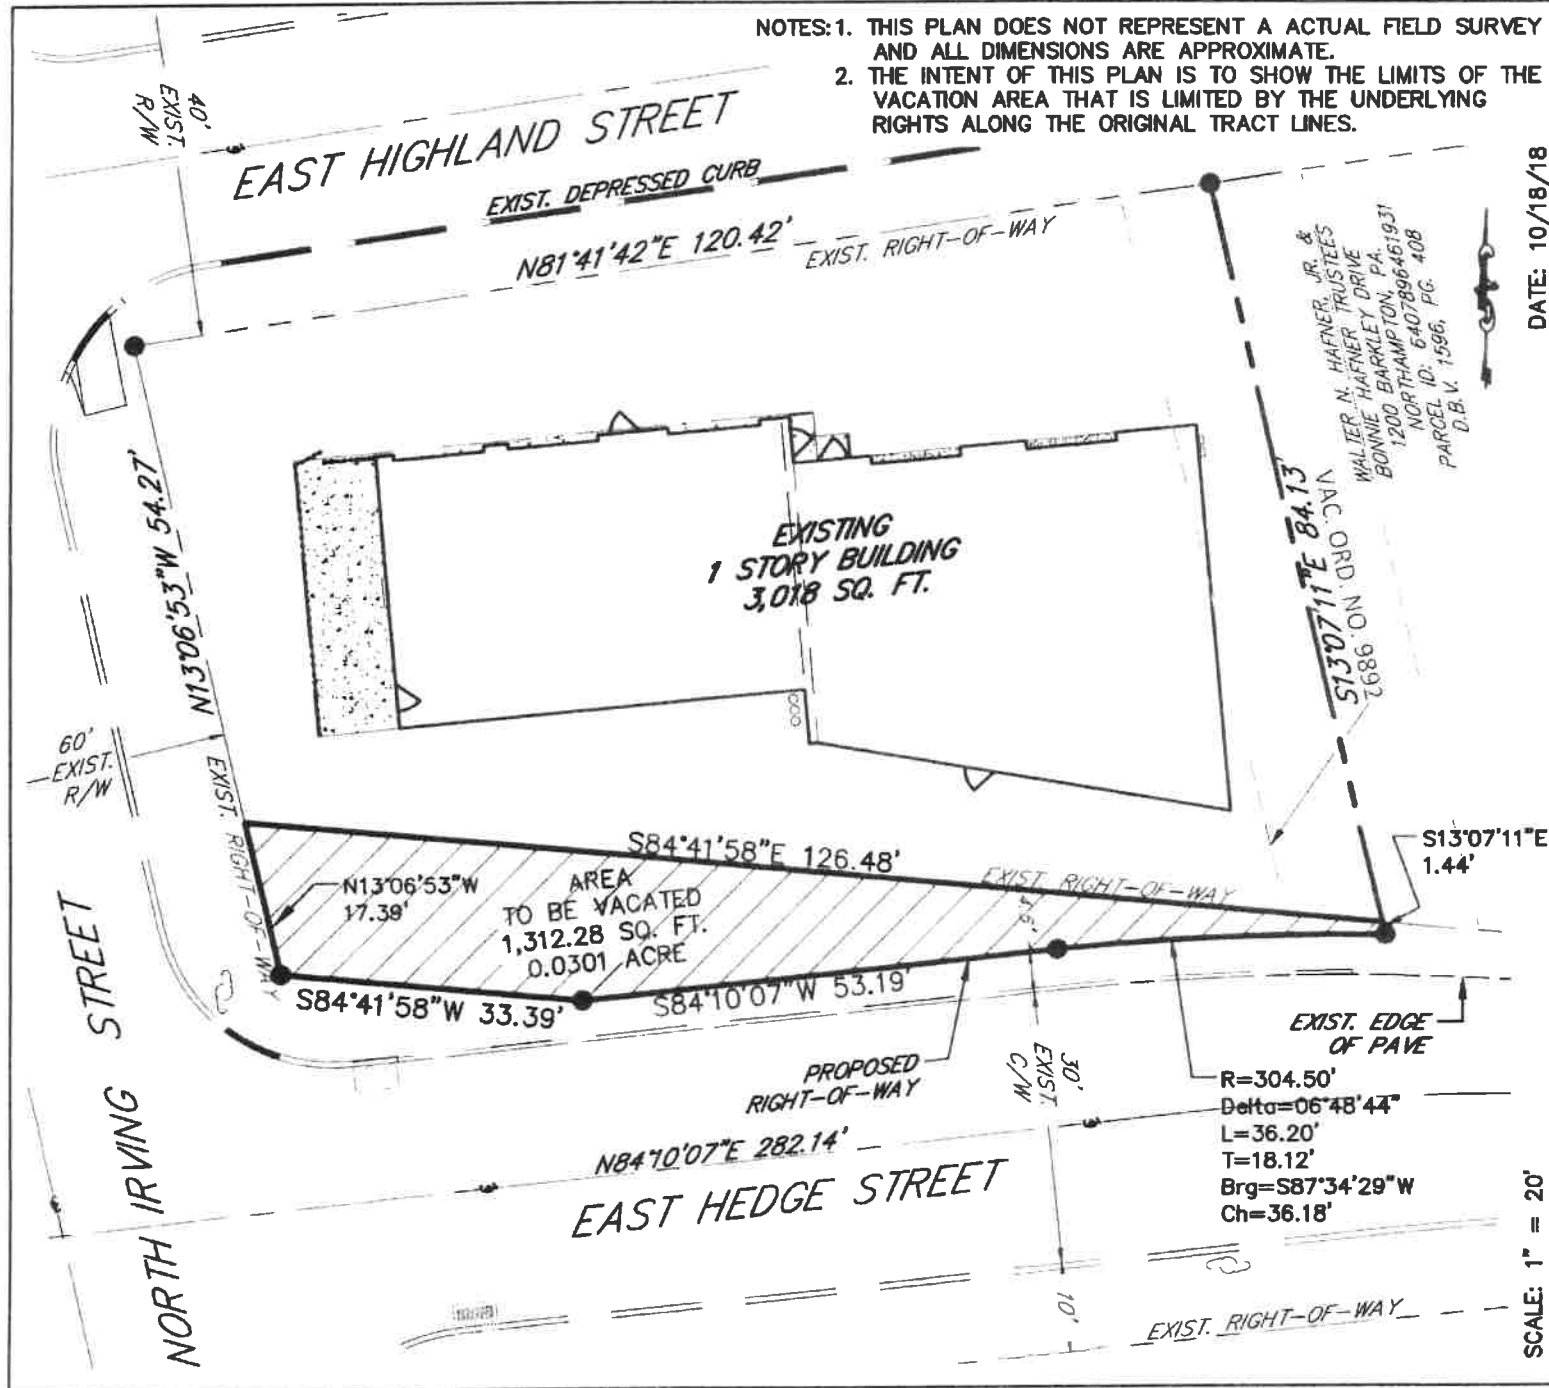 NOTES: 1. THIS PLAN DOES NOT REPRESENT A ACTUAL FIELD SURVEY
AND ALL DIMENSIONS ARE APPROXIMATE.
2. THE INTENT OF THIS PLAN IS TO SHOW THE LIMITS OF THE
VACATION AREA THAT IS LIMITED BY THE UNDERLYING
RIGHTS ALONG THE ORIGINAL TRACT LINES.
DATE: 10/18/18
40'
EXIST.
R/W
EAST HIGHLAND STREET
EXIST. DEPRESSED CURB
N81°41'42"E 120.42'
EXIST. RIGHT-OF-WAY
WALTER N. HAFNER, JR. &
BONNIE HAFNER TRUSTEES
1200 BARKLEY DRIVE
NORTHAMPTON, PA.
PARCEL ID: 6407896461931
D.B.V. 1596, PG. 408
N13°06'53"W 54.27'
EXISTING
1 STORY BUILDING
3,018 SQ. FT.
S13°07'11"E 84.13'
VAC. ORD. NO. 9892
60'
EXIST.
R/W
EXIST. RIGHT-OF-WAY
S84°41'58"E 126.48'
EXIST. RIGHT-OF-WAY
S13°07'11"E
1.44'
N13°06'53"W
17.39'
AREA
TO BE VACATED
1,312.28 SQ. FT.
0.0301 ACRE
S84°41'58"W 33.39'
S84°10'07"W 53.19'
EXIST. EDGE
OF PAVE
PROPOSED
RIGHT-OF-WAY
30'
EXIST.
C/W
R=304.50'
Delta=06°48'44"
L=36.20'
T=18.12'
Brg=S87°34'29"W
Ch=36.18'
N84°10'07"E 282.14'
EAST HEDGE STREET
NORTH IRVING STREET
10'
EXIST. RIGHT-OF-WAY
SCALE: 1" = 20'